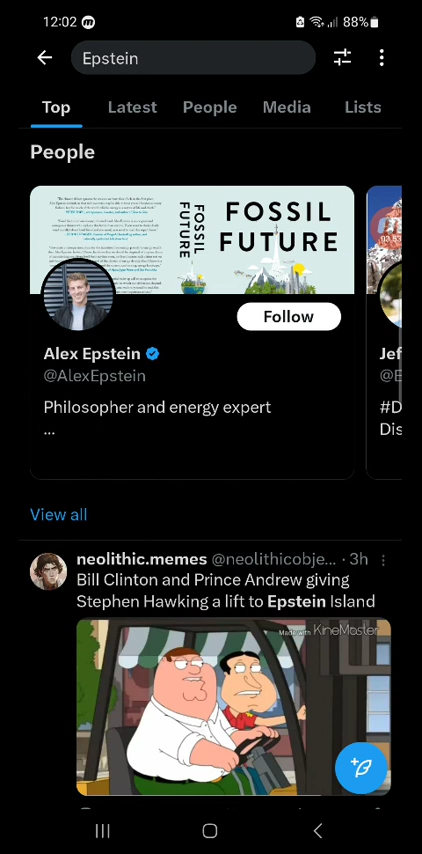 12:02
88%
Epstein
Top
Latest
People
Media
Lists
People
FOSSIL
FUTURE
FOSSIL
FUTURE
Follow
Alex Epstein
@AlexEpstein
Philosopher and energy expert
...
Jef
@E
#D
Dis
View all
neolithic.memes @neolithicobje... · 3h
Bill Clinton and Prince Andrew giving
Stephen Hawking a lift to Epstein Island
Made with KineMaster